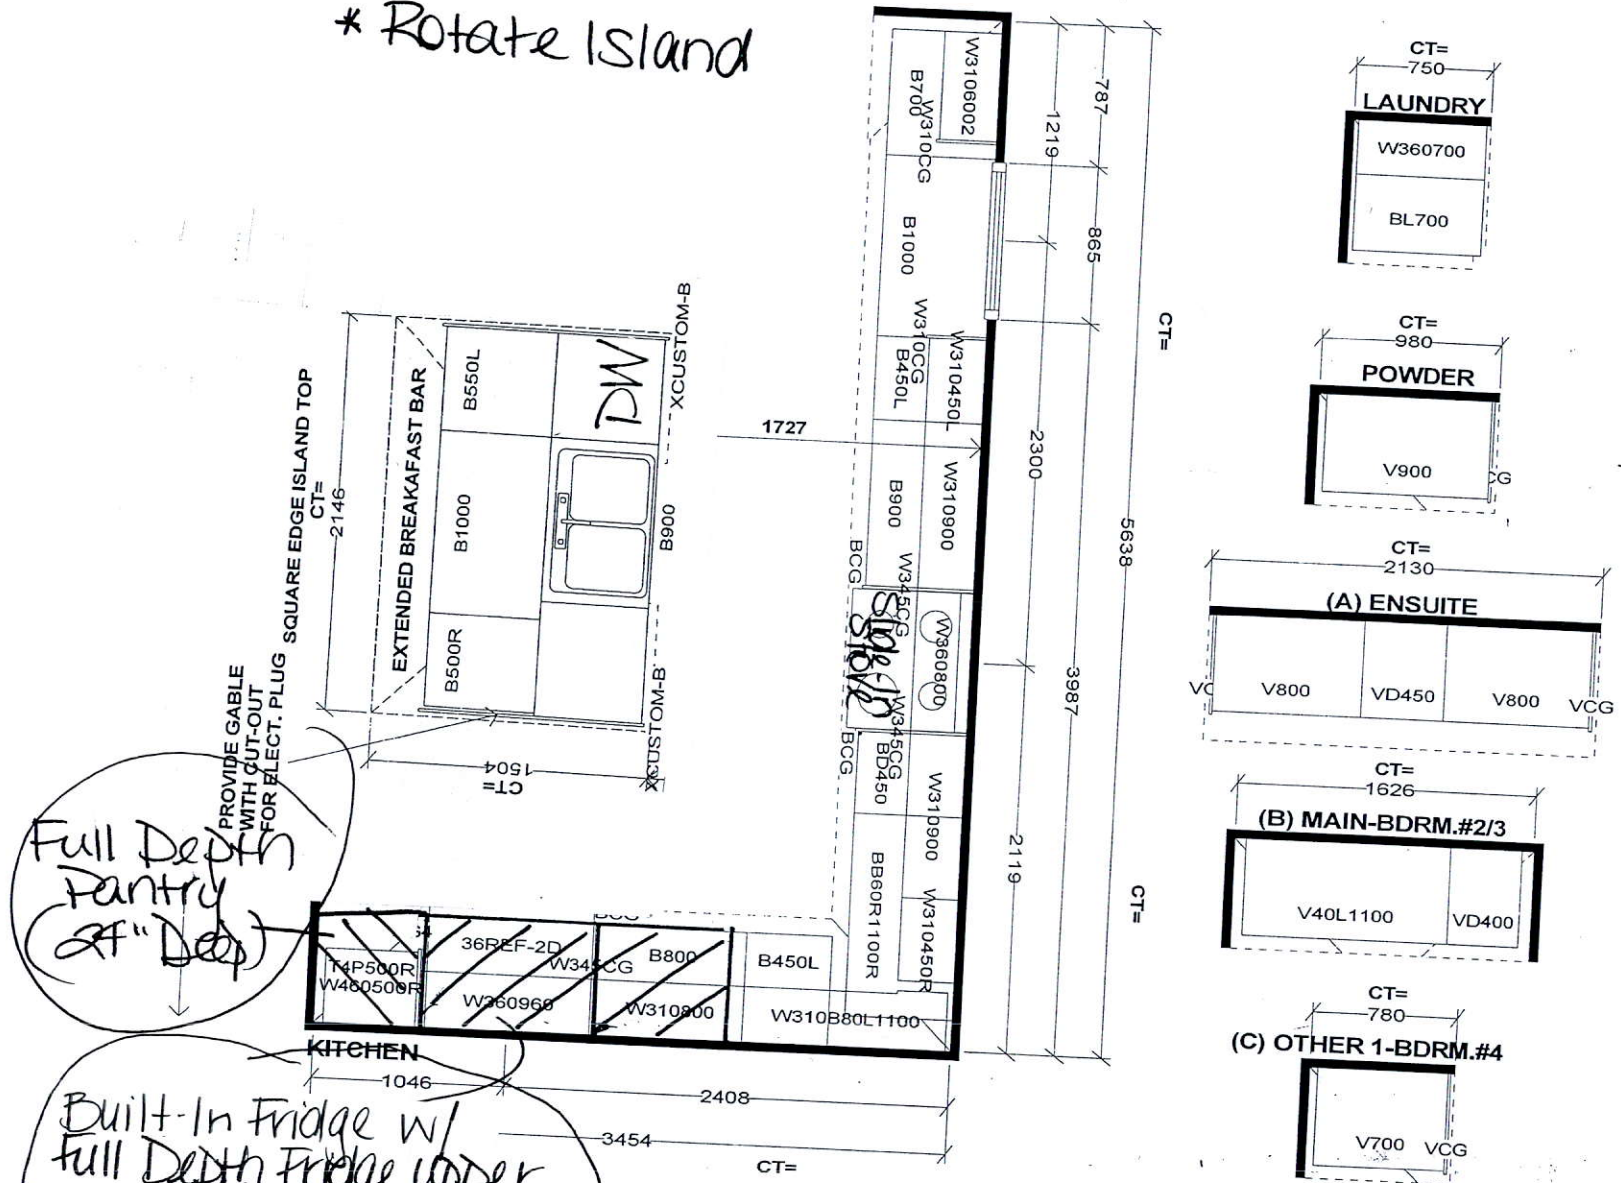 * Rotate Island
B700
W3106002
W310CG
B1000
W310CG
B450L
W310450L
B900
W310900
BCG
W345CG
Slide-In
Stove
W360800
W345CG
BCG
BD450
W310900
BB60R1100R
W310450R
787
1219
865
2300
5638
3987
2119
CT=
CT=
1727
SQUARE EDGE ISLAND TOP
CT=
2146
EXTENDED BREAKAFAST BAR
B550L
B1000
B500R
DW
B900
XCUSTOM-B
XCUSTOM-B
1504
CT=
PROVIDE GABLE
WITH CUT-OUT
FOR ELECT. PLUG
Full Depth
Pantry
(24" Deep)
T4P500R
W460500R
36REF-2D
W345CG
W360960
B800
W310800
B450L
W310B80L1100
KITCHEN
1046
2408
3454
CT=
Built-In Fridge w/
Full Depth Fridge upper
CT=
750
LAUNDRY
W360700
BL700
CT=
980
POWDER
V900
CG
CT=
2130
(A) ENSUITE
V800
VD450
V800
VCG
CT=
1626
(B) MAIN-BDRM.#2/3
V40L1100
VD400
CT=
780
(C) OTHER 1-BDRM.#4
V700
VCG